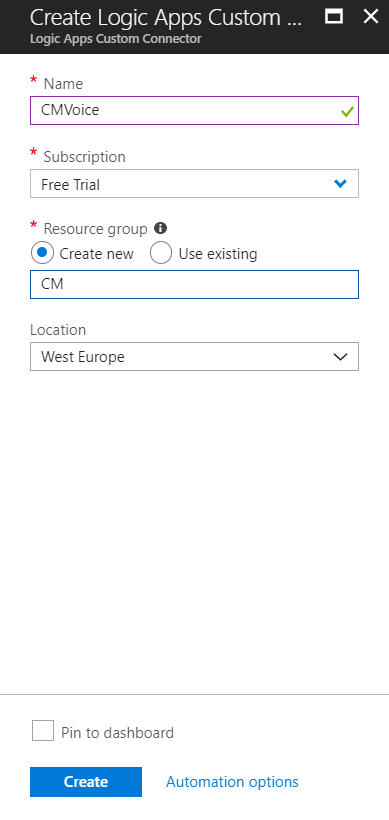 Create Logic Apps Custom ...
Logic Apps Custom Connector
* Name
CMVoice
* Subscription
Free Trial
* Resource group
Create new Use existing
CM
Location
West Europe
Pin to dashboard
Create Automation options